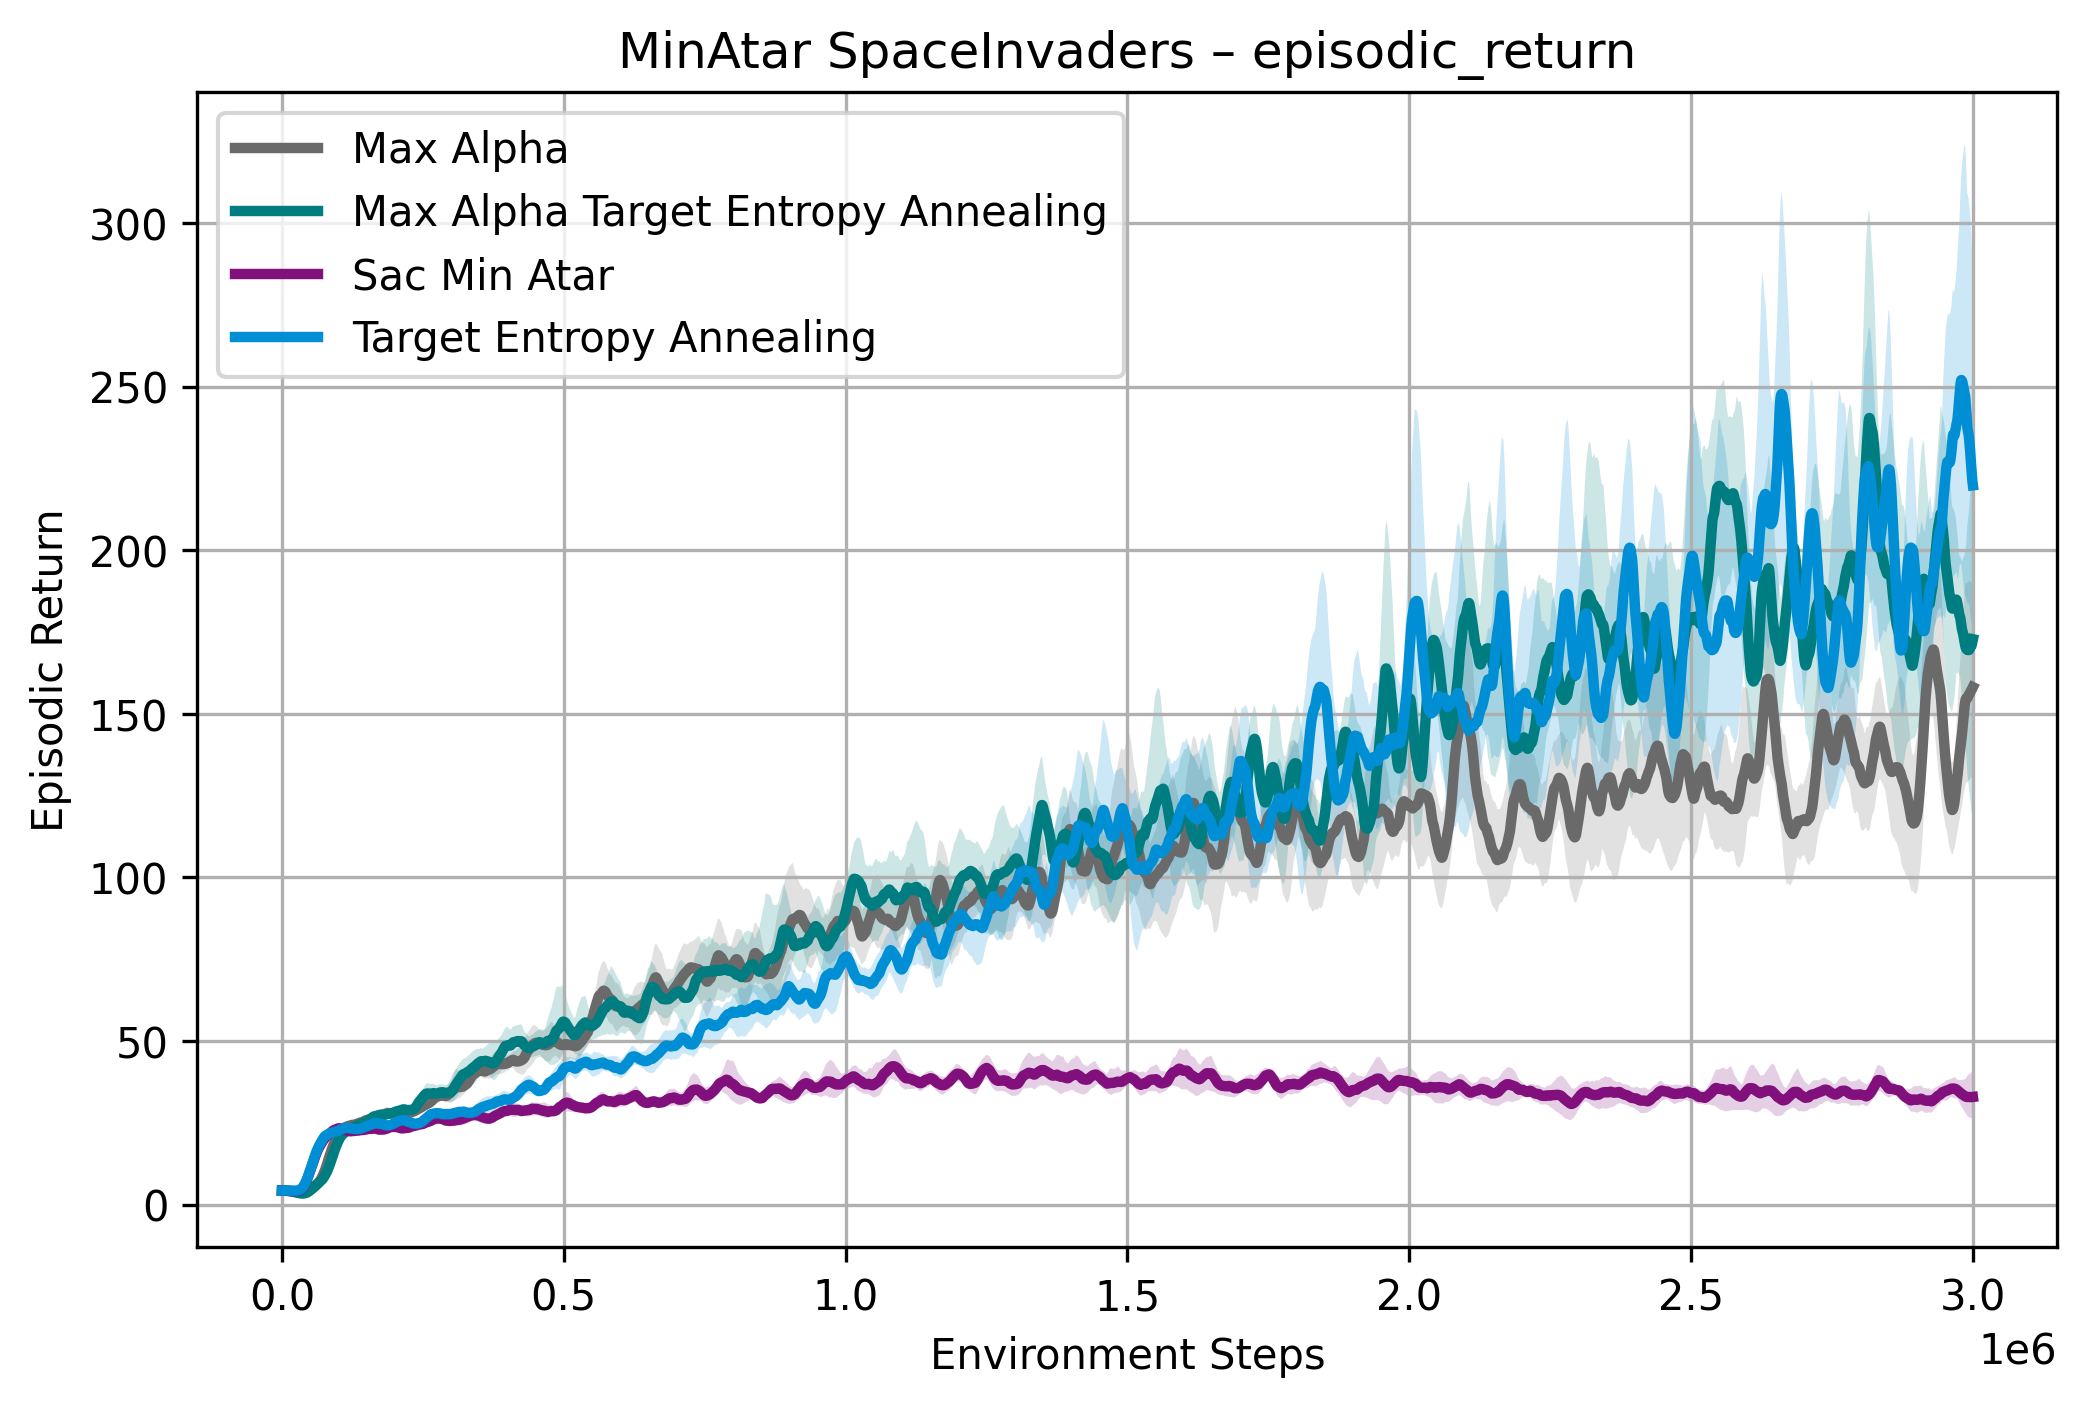 MinAtar SpaceInvaders – episodic_return
Max Alpha
Max Alpha Target Entropy Annealing
Sac Min Atar
Target Entropy Annealing
Episodic Return
300
250
200
150
100
50
0
0.0 0.5 1.0 1.5 2.0 2.5 3.0
1e6
Environment Steps